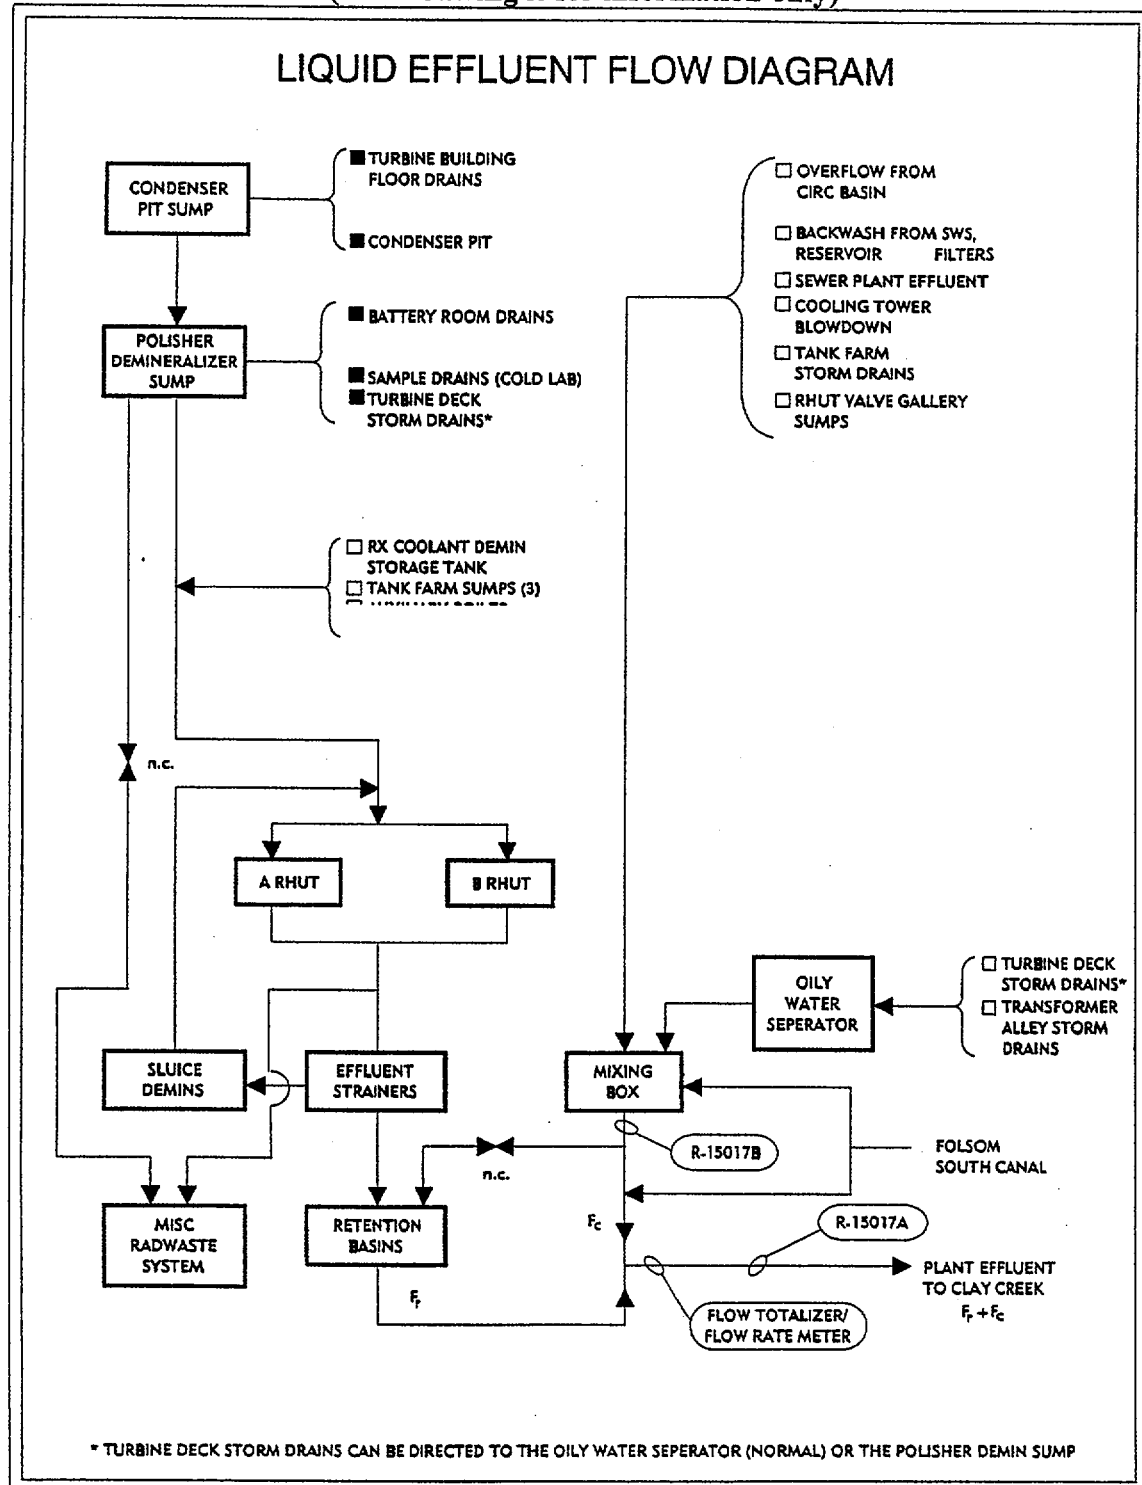 LIQUID EFFLUENT FLOW DIAGRAM
CONDENSER
PIT SUMP
■ TURBINE BUILDING
FLOOR DRAINS
■ CONDENSER PIT
POLISHER
DEMINERALIZER
SUMP
■ BATTERY ROOM DRAINS
■ SAMPLE DRAINS (COLD LAB)
■ TURBINE DECK
STORM DRAINS*
□ OVERFLOW FROM
CIRC BASIN
□ BACKWASH FROM SWS,
RESERVOIR FILTERS
□ SEWER PLANT EFFLUENT
□ COOLING TOWER
BLOWDOWN
□ TANK FARM
STORM DRAINS
□ RHUT VALVE GALLERY
SUMPS
□ RX COOLANT DEMIN
STORAGE TANK
□ TANK FARM SUMPS (3)
n.c.
A RHUT
B RHUT
OILY
WATER
SEPERATOR
□ TURBINE DECK
STORM DRAINS*
□ TRANSFORMER
ALLEY STORM
DRAINS
SLUICE
DEMINS
EFFLUENT
STRAINERS
MIXING
BOX
R-15017B
n.c.
FOLSOM
SOUTH CANAL
MISC
RADWASTE
SYSTEM
RETENTION
BASINS
Fc
R-15017A
Fr
PLANT EFFLUENT
TO CLAY CREEK
Fr + Fc
FLOW TOTALIZER/
FLOW RATE METER
* TURBINE DECK STORM DRAINS CAN BE DIRECTED TO THE OILY WATER SEPERATOR (NORMAL) OR THE POLISHER DEMIN SUMP